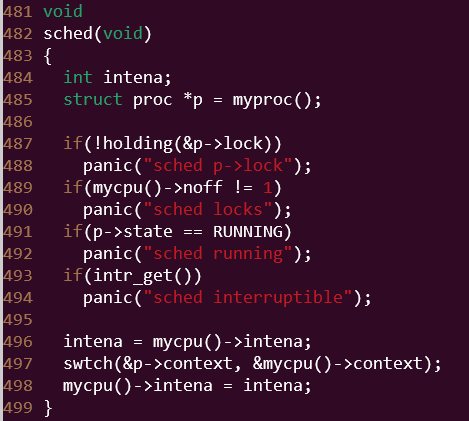 481 void
482 sched(void)
483 {
484   int intena;
485   struct proc *p = myproc();
486
487   if(!holding(&p->lock))
488     panic("sched p->lock");
489   if(mycpu()->noff != 1)
490     panic("sched locks");
491   if(p->state == RUNNING)
492     panic("sched running");
493   if(intr_get())
494     panic("sched interruptible");
495
496   intena = mycpu()->intena;
497   swtch(&p->context, &mycpu()->context);
498   mycpu()->intena = intena;
499 }